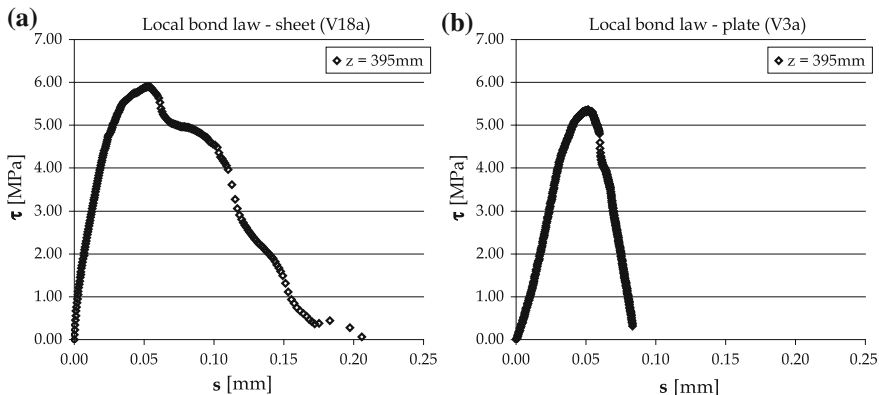 (a)
Local bond law - sheet (V18a)
7.00
6.00
5.00
4.00
3.00
2.00
1.00
0.00
τ [MPa]
z = 395mm
0.00 0.05 0.10 0.15 0.20 0.25
s [mm]
(b)
Local bond law - plate (V3a)
7.00
6.00
5.00
4.00
3.00
2.00
1.00
0.00
τ [MPa]
z = 395mm
0.00 0.05 0.10 0.15 0.20 0.25
s [mm]